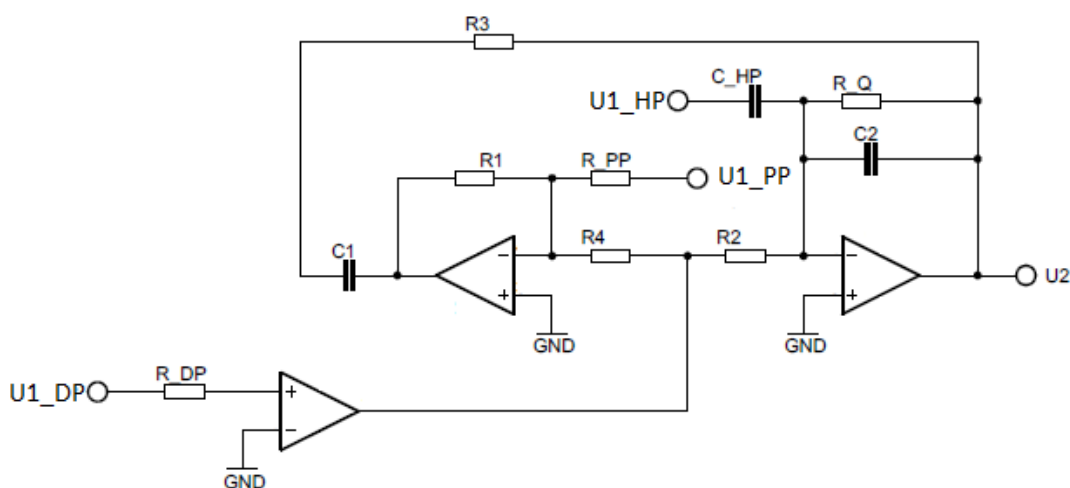 R3
C_HP
R_Q
U1_HP
C2
R1
R_PP
U1_PP
C1
R4
R2
−
+
−
+
U2
GND
GND
R_DP
U1_DP
+
−
GND